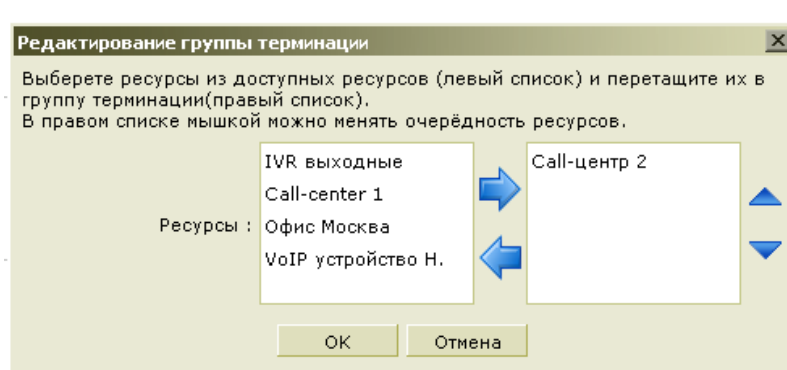 Редактирование группы терминации
Выберете ресурсы из доступных ресурсов (левый список) и перетащите их в
группу терминации(правый список).
В правом списке мышкой можно менять очерёдность ресурсов.
IVR выходные
Call-center 1
Офис Москва
VoIP устройство Н.
Call-центр 2
Ресурсы :
OK
Отмена